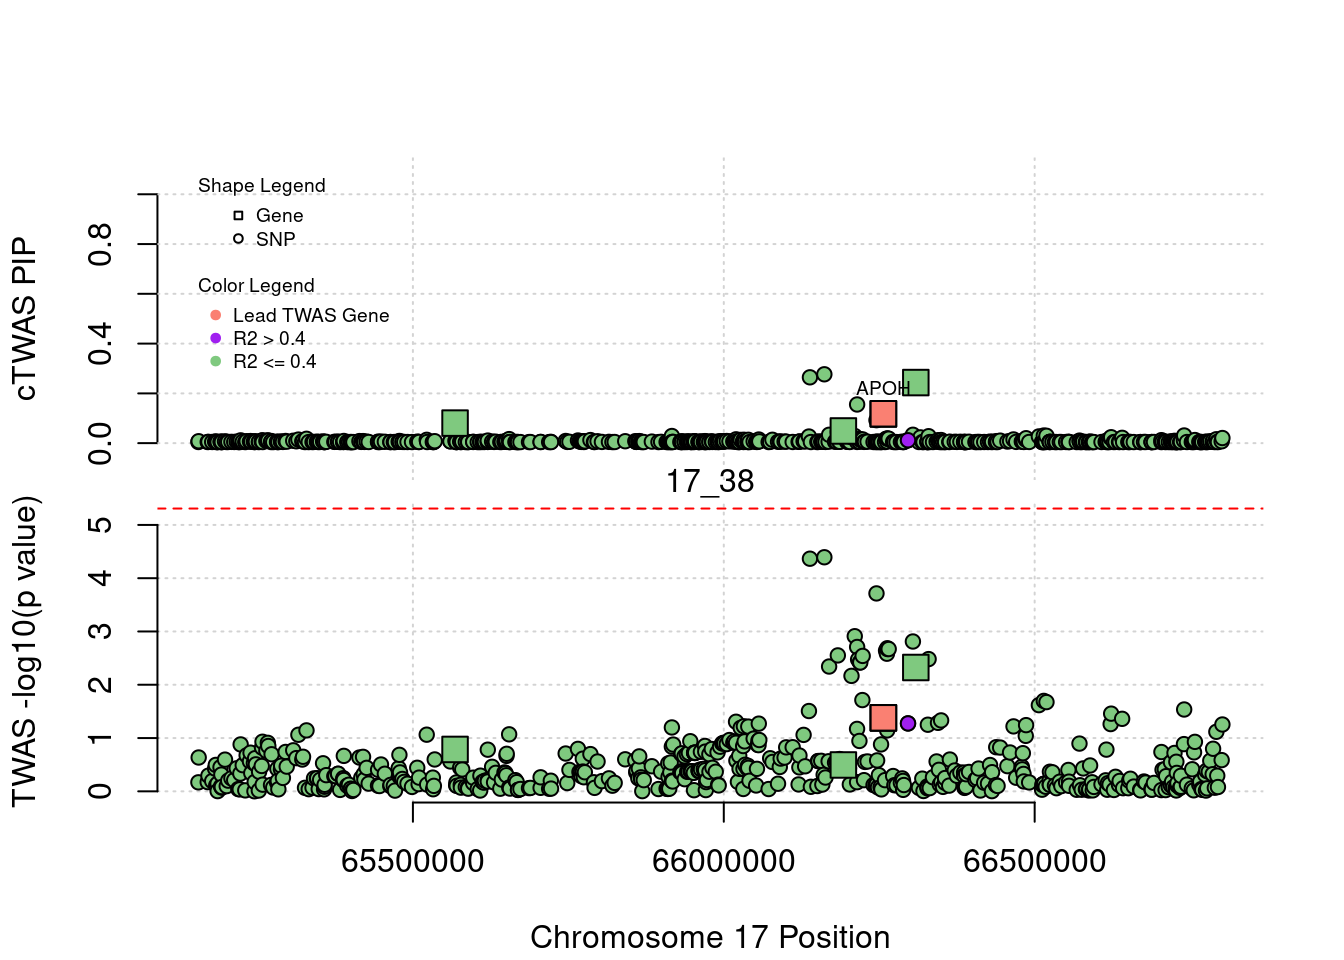 Shape Legend
Gene
SNP
Color Legend
Lead TWAS Gene
R2 > 0.4
R2 <= 0.4
cTWAS PIP
0.8
0.4
0.0
APOH
17_38
TWAS -log10(p value)
5
4
3
2
1
0
65500000 66000000 66500000
Chromosome 17 Position